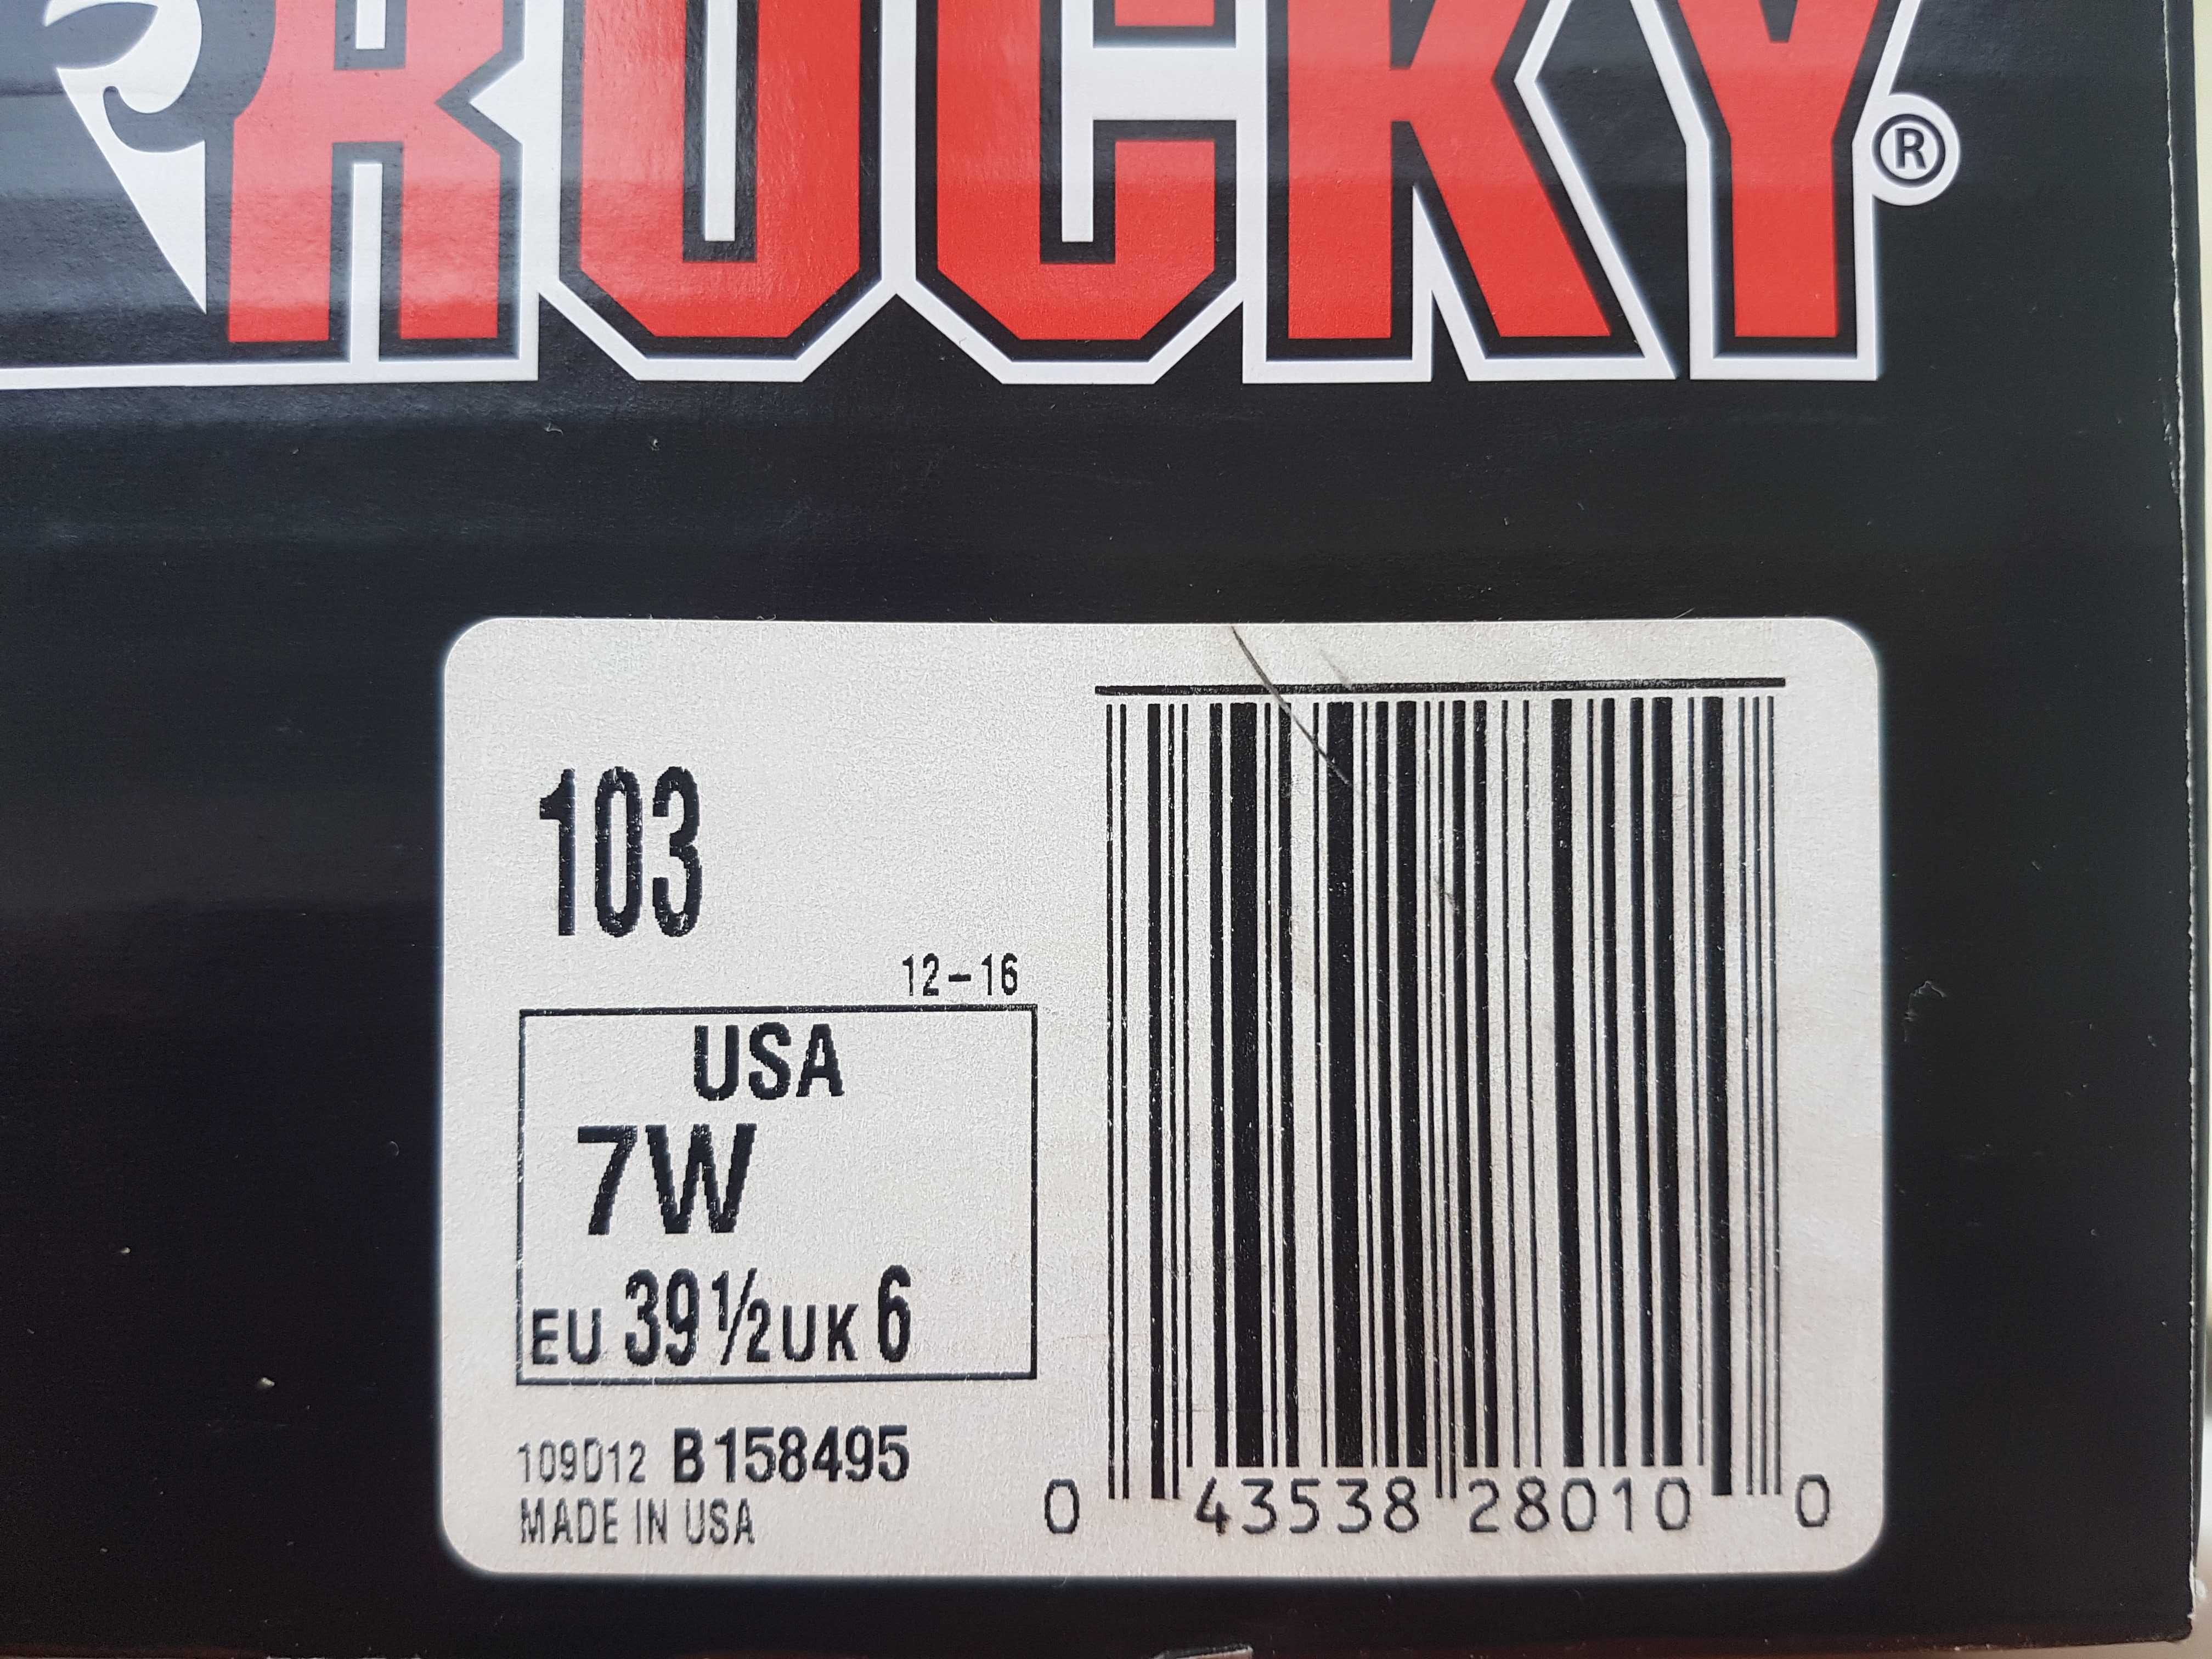 ROCKY®
103
12-16
USA
7W
EU 39½ UK 6
109D12 B158495
MADE IN USA
0 43538 28010 0